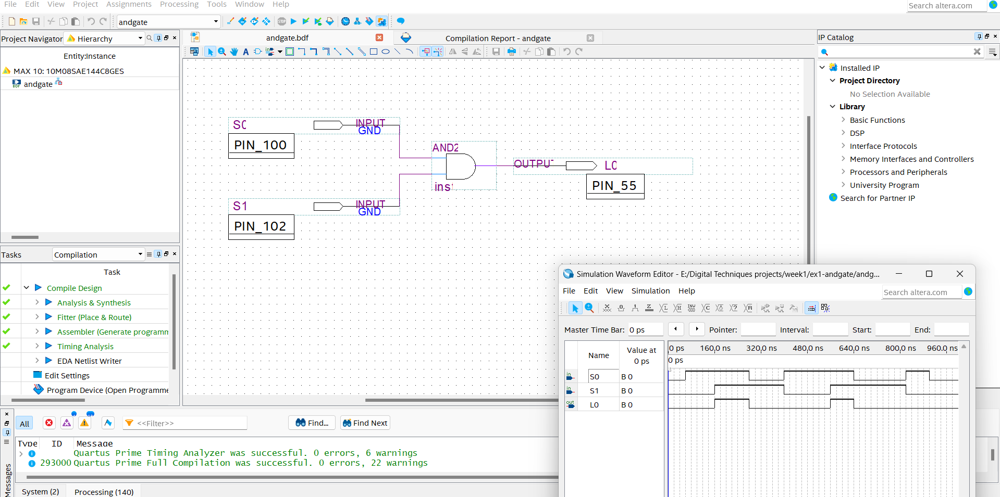 File Edit View Project Assignments Processing Tools Window Help
Search altera.com
andgate
Project Navigator Hierarchy
andgate.bdf
Compilation Report - andgate
IP Catalog
Entity:Instance
MAX 10: 10M08SAE144C8GES
andgate
Installed IP
Project Directory
No Selection Available
Library
Basic Functions
DSP
Interface Protocols
Memory Interfaces and Controllers
Processors and Peripherals
University Program
Search for Partner IP
S0
INPUT
GND
PIN_100
AND2
inst
OUTPUT
L0
PIN_55
S1
INPUT
GND
PIN_102
Tasks Compilation
Task
Compile Design
Analysis & Synthesis
Fitter (Place & Route)
Assembler (Generate programm
Timing Analysis
EDA Netlist Writer
Edit Settings
Program Device (Open Programme
Simulation Waveform Editor - E:/Digital Techniques projects/week1/ex1-andgate/andg...
File Edit View Simulation Help
Search altera.com
Master Time Bar: 0 ps Pointer: Interval: Start: End:
Name Value at 0 ps
0 ps 160.0 ns 320.0 ns 480.0 ns 640.0 ns 800.0 ns 960.0 ns
0 ps
in S0 B 0
in S1 B 0
out L0 B 0
All <<Filter>> Find... Find Next
Type ID Message
Quartus Prime Timing Analyzer was successful. 0 errors, 6 warnings
293000 Quartus Prime Full Compilation was successful. 0 errors, 22 warnings
Messages
System (2) Processing (140)